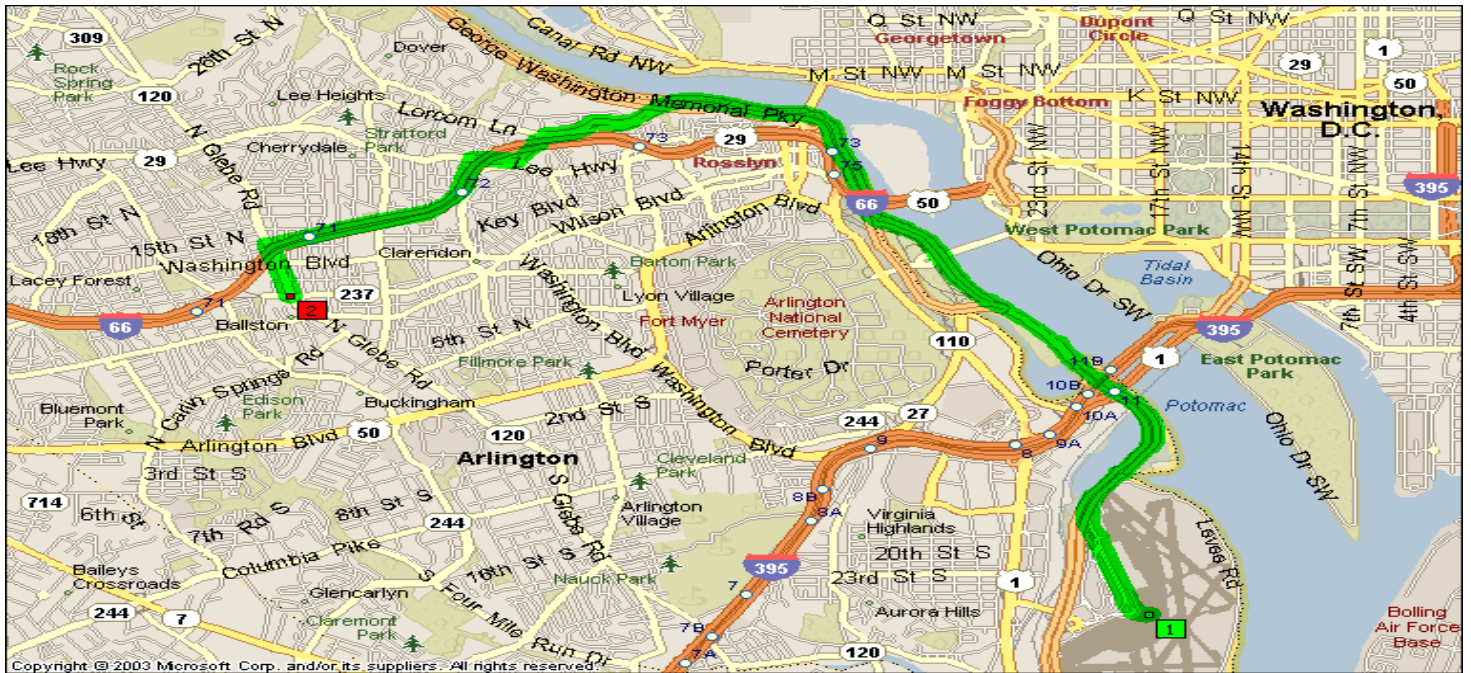 Q St NW
Q St NW
Georgetown
Dupont
Circle
309
26th St N
Dover
Canal Rd NW
George Washington Memorial Pky
1
29
50
M St NW
M St NW
K St NW
Foggy Bottom
Washington,
D.C.
Rock
Spring
Park
120
Lee Heights
Lorcom Ln
Stratford
Park
Cherrydale
Lee Hwy
29
N Glebe Rd
73
29
Rosslyn
73
75
Lee Hwy
72
Key Blvd
Wilson Blvd
Arlington Blvd
66
50
23rd St NW
17th St NW
14th St NW
7th St NW
395
West Potomac Park
16th St N
15th St N
71
Clarendon
Washington Blvd
Lacey Forest
Barton Park
Lyon Village
237
2
Ballston
71
66
Ohio Dr SW
Tidal
Basin
7th St SW
4th St SW
Fort Myer
Arlington
National
Cemetery
Washington Blvd
5th St N
N Glebe Rd
Fillmore Park
Porter Dr
110
395
1
East Potomac
Park
11B
10B
11
10A
Potomac
Ohio Dr SW
N Carlin Springs Rd
Edison
Park
Bluemont
Park
Buckingham
2nd St S
Arlington Blvd
50
120
Arlington
Washington Blvd
244
27
9
8
9A
3rd St S
Cleveland
Park
8B
8A
Arlington
Village
S Glebe Rd
714
6th St
7th Rd S
8th St S
244
Columbia Pike
Virginia
Highlands
20th St S
23rd St S
Levee Rd
Baileys
Crossroads
16th St S
Nauck Park
395
7
1
Aurora Hills
Glencarlyn
S Four Mile Run Dr
244
7
Claremont
Park
7B
7A
120
1
Bolling
Air Force
Base
Copyright © 2003 Microsoft Corp. and/or its suppliers. All rights reserved.